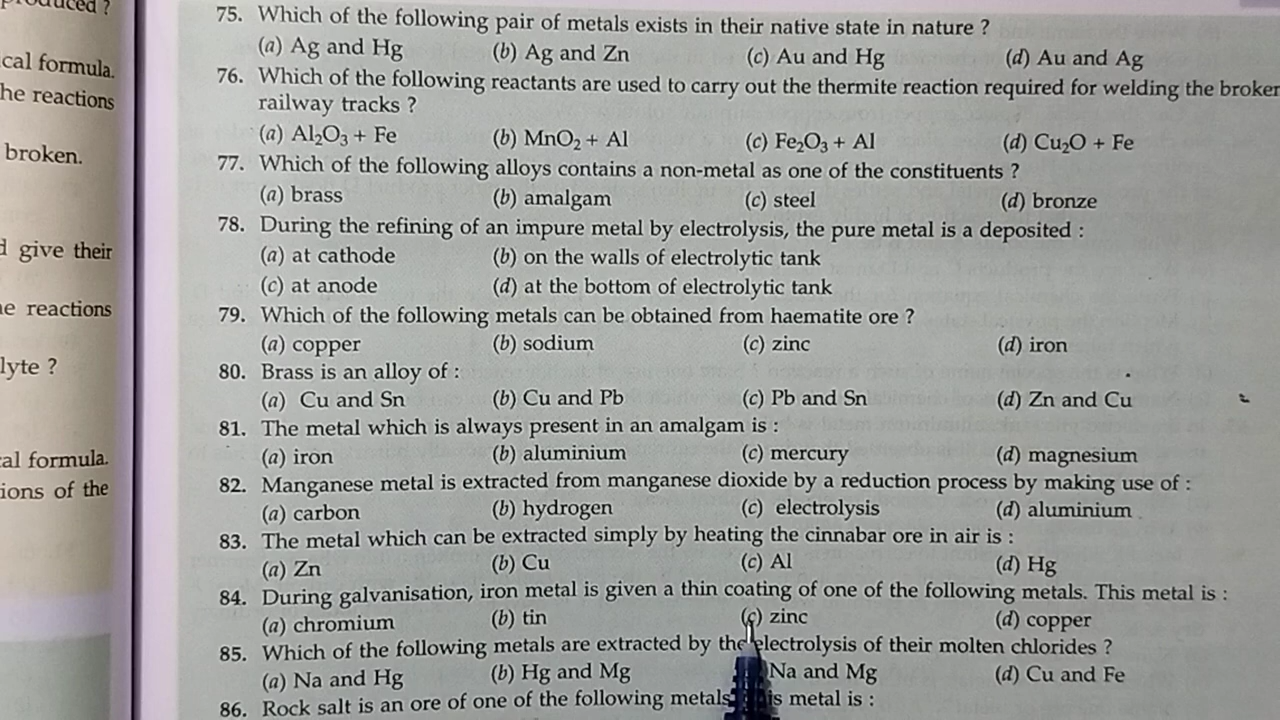 produced ?
cal formula.
he reactions
broken.
d give their
e reactions
lyte ?
cal formula.
ions of the
75. Which of the following pair of metals exists in their native state in nature ?
(a) Ag and Hg (b) Ag and Zn (c) Au and Hg (d) Au and Ag
76. Which of the following reactants are used to carry out the thermite reaction required for welding the broken
railway tracks ?
(a) Al₂O₃ + Fe (b) MnO₂ + Al (c) Fe₂O₃ + Al (d) Cu₂O + Fe
77. Which of the following alloys contains a non-metal as one of the constituents ?
(a) brass (b) amalgam (c) steel (d) bronze
78. During the refining of an impure metal by electrolysis, the pure metal is a deposited :
(a) at cathode (b) on the walls of electrolytic tank
(c) at anode (d) at the bottom of electrolytic tank
79. Which of the following metals can be obtained from haematite ore ?
(a) copper (b) sodium (c) zinc (d) iron
80. Brass is an alloy of :
(a) Cu and Sn (b) Cu and Pb (c) Pb and Sn (d) Zn and Cu
81. The metal which is always present in an amalgam is :
(a) iron (b) aluminium (c) mercury (d) magnesium
82. Manganese metal is extracted from manganese dioxide by a reduction process by making use of :
(a) carbon (b) hydrogen (c) electrolysis (d) aluminium
83. The metal which can be extracted simply by heating the cinnabar ore in air is :
(a) Zn (b) Cu (c) Al (d) Hg
84. During galvanisation, iron metal is given a thin coating of one of the following metals. This metal is :
(a) chromium (b) tin (c) zinc (d) copper
85. Which of the following metals are extracted by the electrolysis of their molten chlorides ?
(a) Na and Hg (b) Hg and Mg Na and Mg (d) Cu and Fe
86. Rock salt is an ore of one of the following metals metal is :